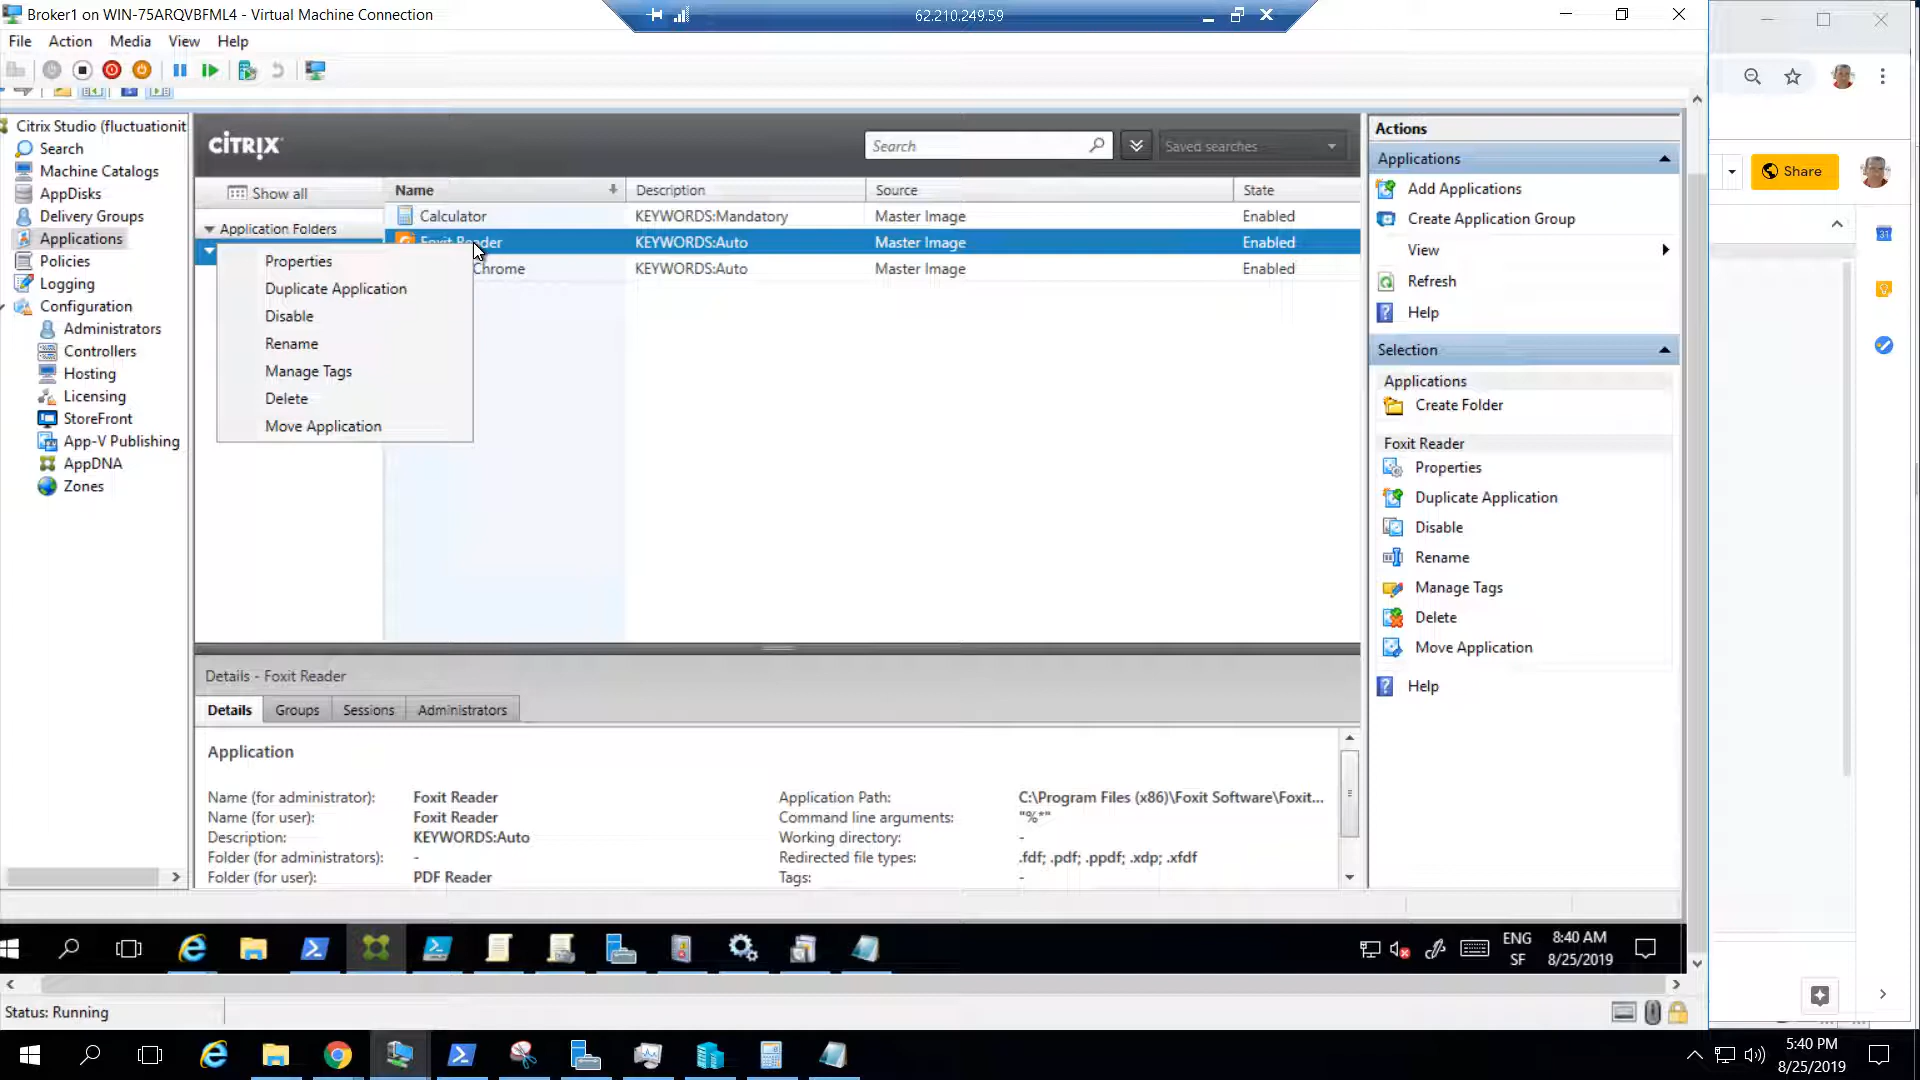 Broker1 on WIN-75ARQVBFML4 - Virtual Machine Connection
62.210.249.59
File Action Media View Help
Citrix Studio (fluctuationit
Search
Machine Catalogs
AppDisks
Delivery Groups
Applications
Policies
Logging
Configuration
Administrators
Controllers
Hosting
Licensing
StoreFront
App-V Publishing
AppDNA
Zones
CITRIX
Search
Saved searches
Show all
Application Folders
Name Description Source State
Calculator KEYWORDS:Mandatory Master Image Enabled
Foxit Reader KEYWORDS:Auto Master Image Enabled
Chrome KEYWORDS:Auto Master Image Enabled
Properties
Duplicate Application
Disable
Rename
Manage Tags
Delete
Move Application
Details - Foxit Reader
Details Groups Sessions Administrators
Application
Name (for administrator): Foxit Reader
Name (for user): Foxit Reader
Description: KEYWORDS:Auto
Folder (for administrators): -
Folder (for user): PDF Reader
Application Path: C:\Program Files (x86)\Foxit Software\Foxit...
Command line arguments: "%*"
Working directory: -
Redirected file types: .fdf; .pdf; .ppdf; .xdp; .xfdf
Tags: -
Actions
Applications
Add Applications
Create Application Group
View
Refresh
Help
Selection
Applications
Create Folder
Foxit Reader
Properties
Duplicate Application
Disable
Rename
Manage Tags
Delete
Move Application
Help
Share
31
ENG
SF
8:40 AM
8/25/2019
Status: Running
5:40 PM
8/25/2019